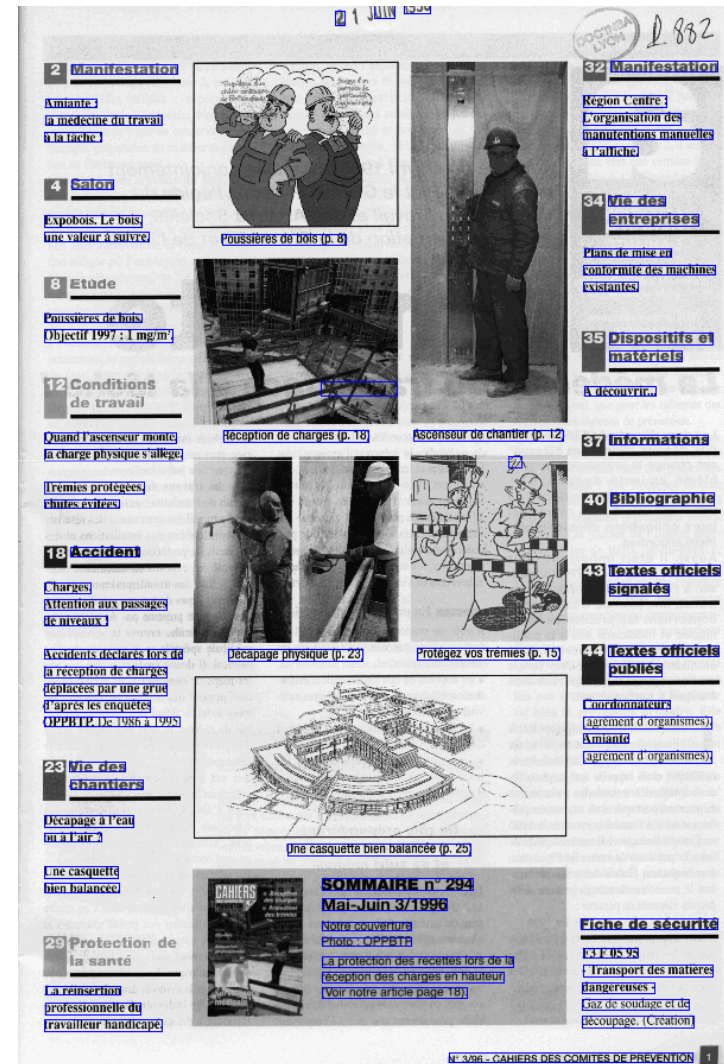 21 JUIN 1996
DOC'INSA
LYON
R 882
2 Manifestation
Amiante :
la médecine du travail
à la tâche !
4 Salon
Expobois. Le bois,
une valeur à suivre.
8 Etude
Poussières de bois.
Objectif 1997 : 1 mg/m³.
12 Conditions
de travail
Quand l'ascenseur monte,
la charge physique s'allège.
Trémies protégées,
chutes évitées.
18 Accident
Charges.
Attention aux passages
de niveaux !
Accidents déclarés lors de
la réception de charges
déplacées par une grue
d'après les enquêtes
OPPBTP. De 1986 à 1995
23 Vie des
chantiers
Décapage à l'eau
ou à l'air ?
Une casquette
bien balancée.
29 Protection de
la santé
La réinsertion
professionnelle du
travailleur handicapé.
Poussières de bois (p. 8)
Réception de charges (p. 18)
Ascenseur de chantier (p. 12)
Décapage physique (p. 23)
Protégez vos trémies (p. 15)
Une casquette bien balancée (p. 25)
CAHIERS
SOMMAIRE n° 294
Mai-Juin 3/1996
Notre couverture
Photo : OPPBTP
La protection des recettes lors de la
réception des charges en hauteur
(Voir notre article page 18).
32 Manifestation
Région Centre :
L'organisation des
manutentions manuelles
à l'affiche.
34 Vie des
entreprises
Plans de mise en
conformité des machines
existantes.
35 Dispositifs et
matériels
A découvrir...
37 Informations
40 Bibliographie
43 Textes officiels
signalés
44 Textes officiels
publiés
Coordonnateurs
(agrément d'organismes),
Amiante
(agrément d'organismes).
Fiche de sécurité
F3 F 05 95
- Transport des matières
dangereuses -
Gaz de soudage et de
découpage. (Création)
N° 3/96 - CAHIERS DES COMITES DE PREVENTION 1